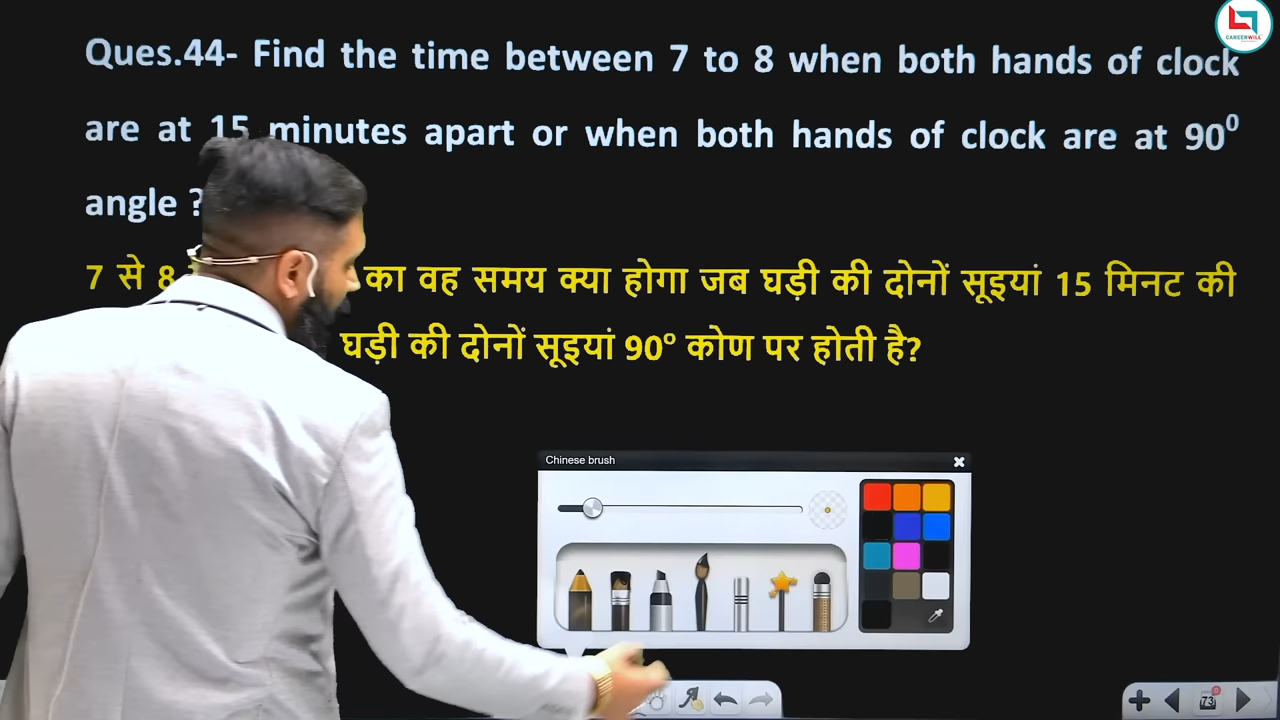 CAREERWILL
Ques.44- Find the time between 7 to 8 when both hands of clock
are at 15 minutes apart or when both hands of clock are at 90⁰
angle ?
7 से 8 का वह समय क्या होगा जब घड़ी की दोनों सूइयां 15 मिनट की
घड़ी की दोनों सूइयां 90° कोण पर होती है?
Chinese brush
73